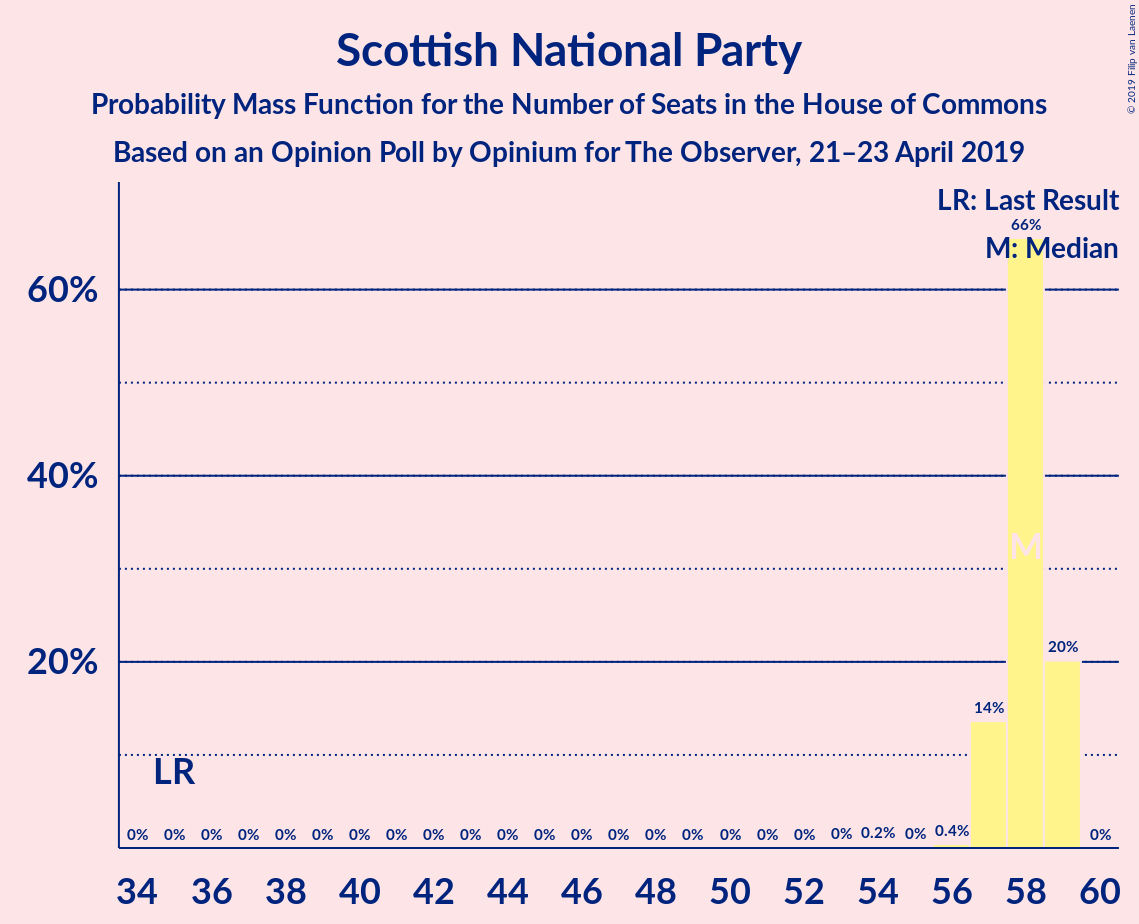 Scottish National Party
Probability Mass Function for the Number of Seats in the House of Commons
Based on an Opinion Poll by Opinium for The Observer, 21–23 April 2019
© 2019 Filip van Laenen
LR: Last Result
66%
M: Median
60%
40%
M
20%
20%
14%
LR
0% 0% 0% 0% 0% 0% 0% 0% 0% 0% 0% 0% 0% 0% 0% 0% 0% 0% 0% 0% 0.2% 0% 0.4% 0%
34 36 38 40 42 44 46 48 50 52 54 56 58 60